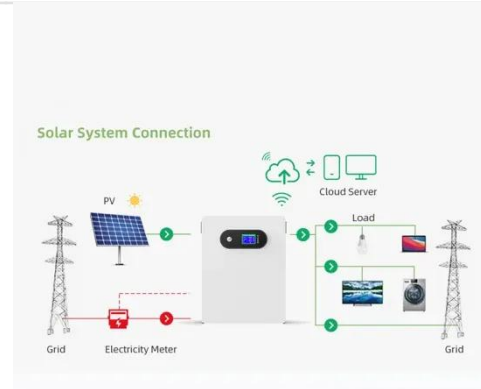 Solar System Connection
Cloud Server
PV
Load
Grid
Electricity Meter
Grid